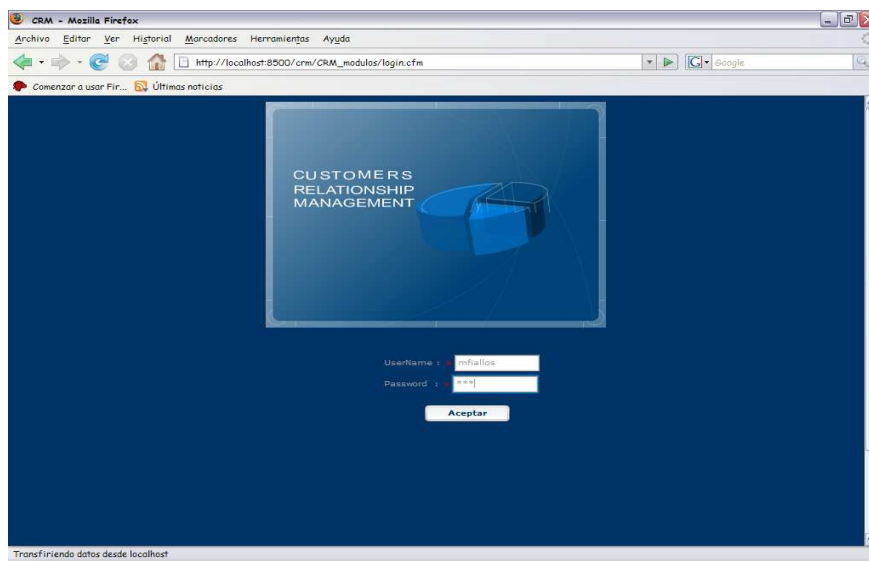 CRM - Mozilla Firefox
Archivo Editar Ver Historial Marcadores Herramientas Ayuda
http://localhost:8500/crm/CRM_modulos/login.cfm
G Google
Comenzar a usar Fir... Últimas noticias
CUSTOMERS
RELATIONSHIP
MANAGEMENT
UserName : mfiallos
Password : ***
Aceptar
Transfiriendo datos desde localhost